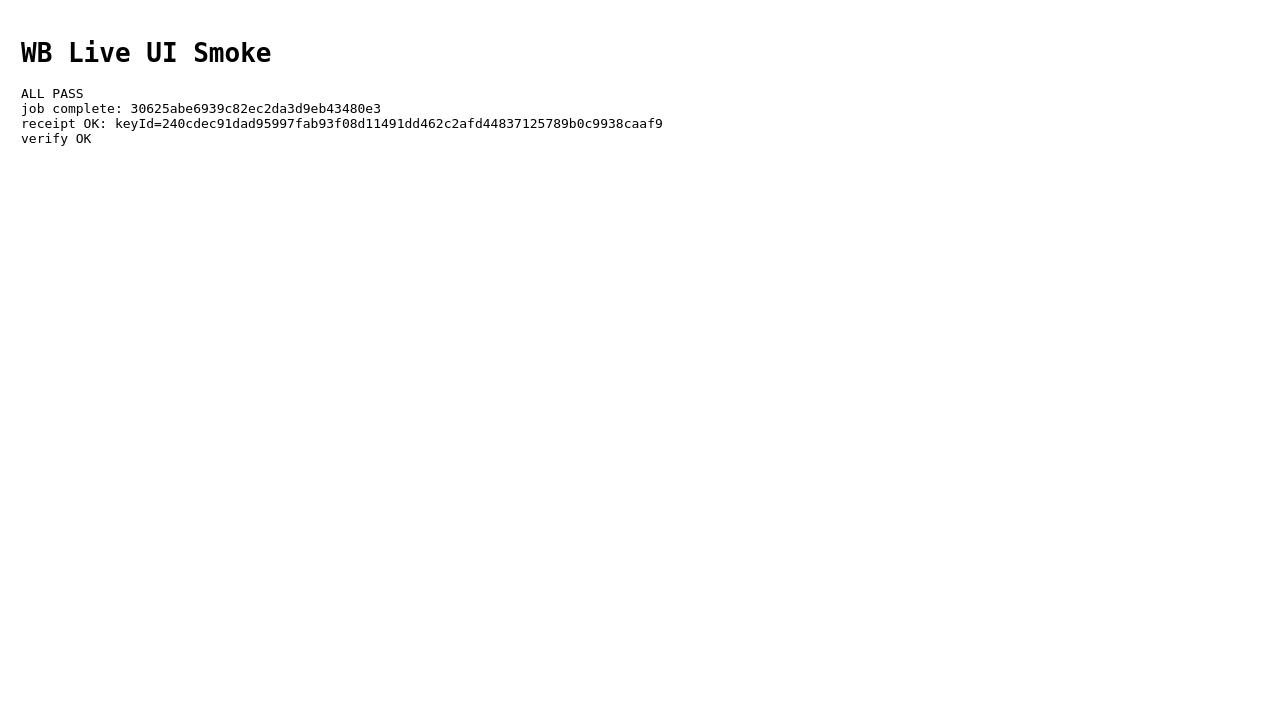 WB Live UI Smoke
ALL PASS
job complete: 30625abe6939c82ec2da3d9eb43480e3
receipt OK: keyId=240cdec91dad95997fab93f08d11491dd462c2afd44837125789b0c9938caaf9
verify OK